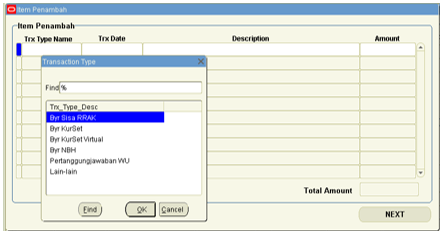 Item Penambah
Item Penambah
Trx Type Name Trx Date Description Amount
Transaction Type
Find %
Trx_Type_Desc
Byr Sisa RRAK
Byr KurSet
Byr KurSet Virtual
Byr NBH
Pertanggungjawaban WU
Lain-lain
Total Amount
Find OK Cancel
NEXT